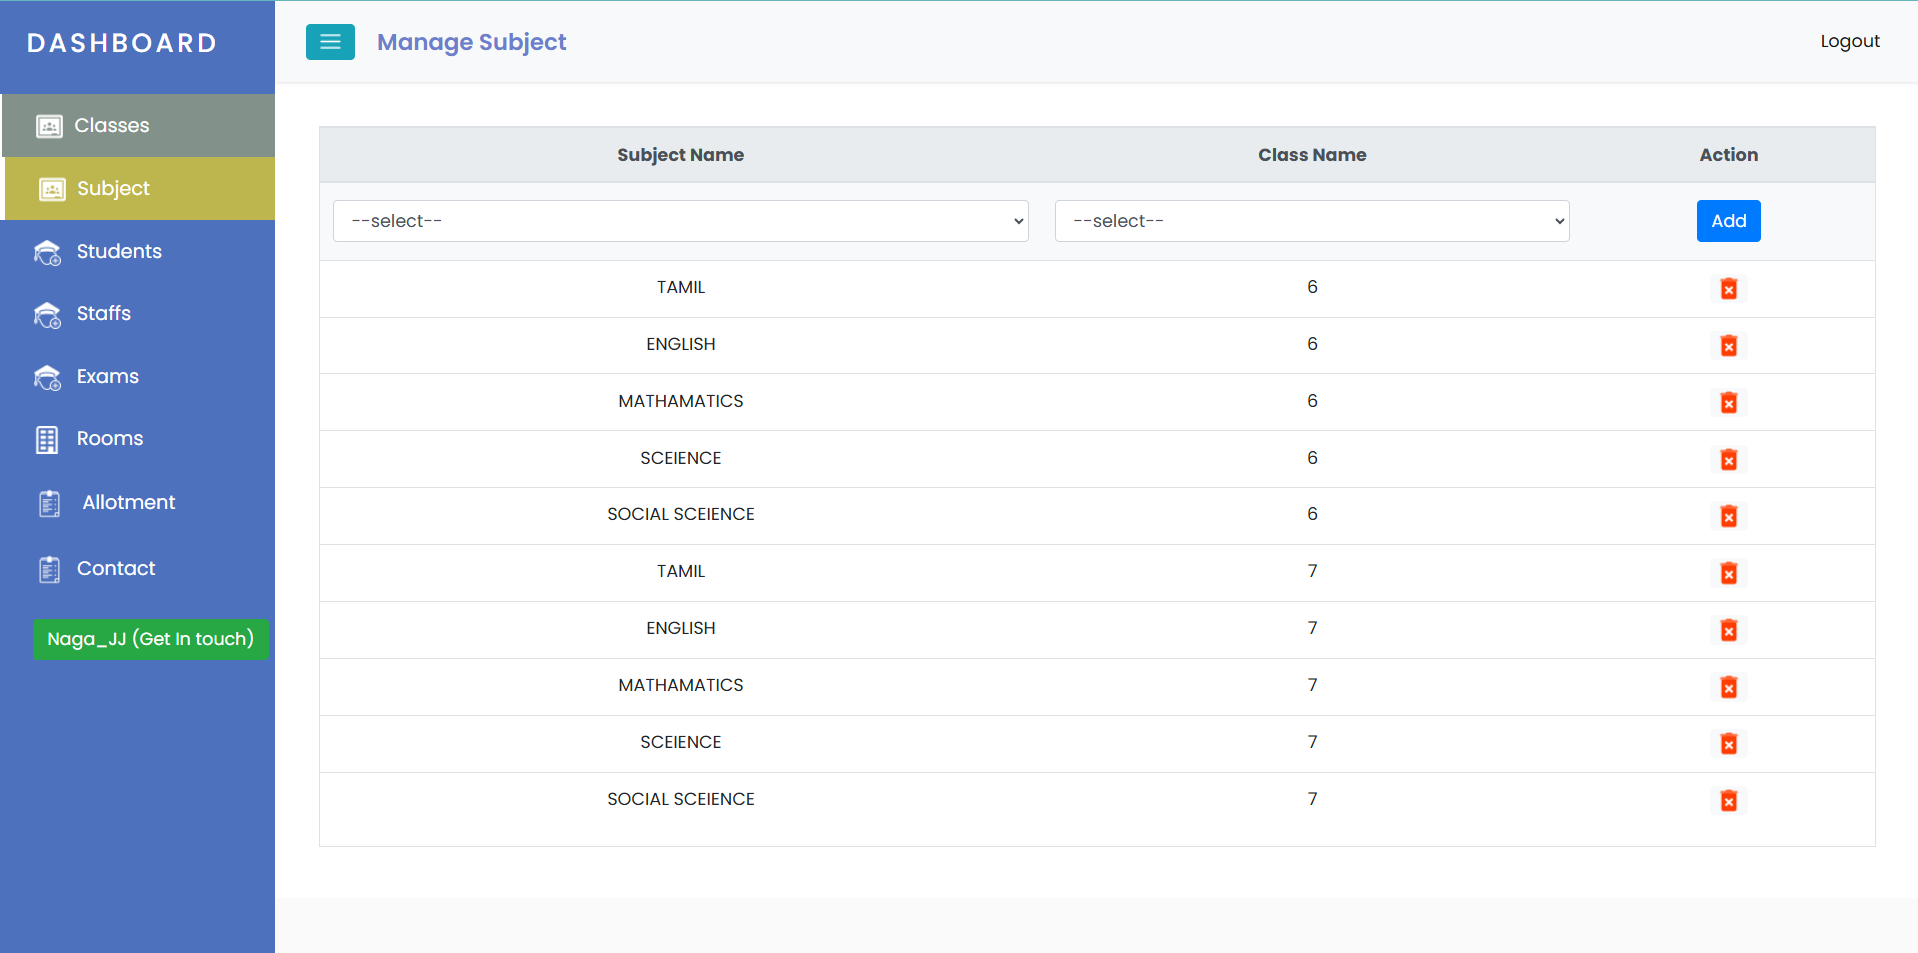 DASHBOARD
Manage Subject
Logout
Classes
Subject
Students
Staffs
Exams
Rooms
Allotment
Contact
Naga_JJ (Get In touch)
Subject Name Class Name Action
--select-- --select-- Add
TAMIL 6
ENGLISH 6
MATHAMATICS 6
SCEIENCE 6
SOCIAL SCEIENCE 6
TAMIL 7
ENGLISH 7
MATHAMATICS 7
SCEIENCE 7
SOCIAL SCEIENCE 7